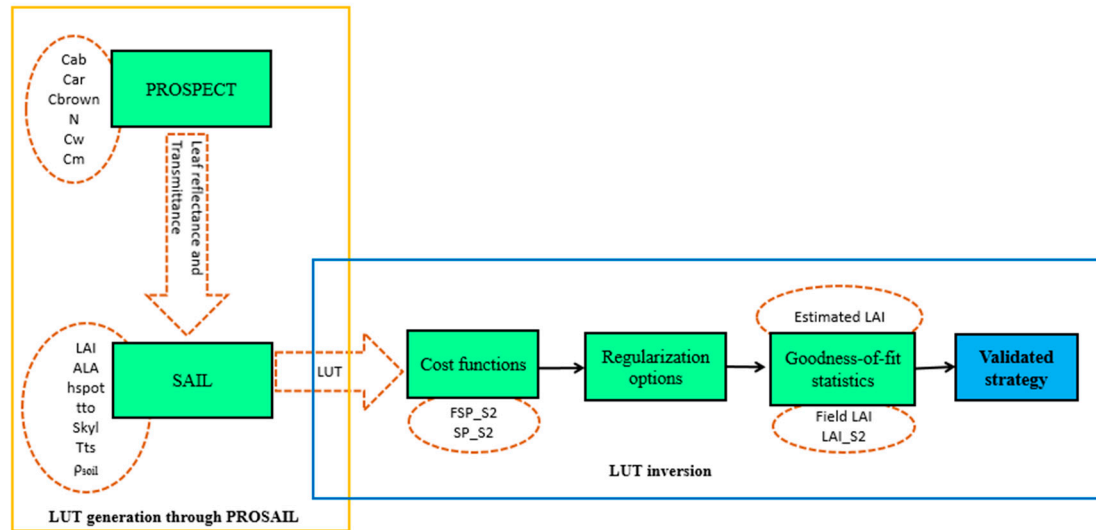 Cab
Car
Cbrown
N
Cw
Cm
PROSPECT
Leaf reflectance and
Transmittance
LAI
ALA
hspot
tto
Skyl
Tts
ρsoil
SAIL
LUT generation through PROSAIL
LUT
Cost functions
FSP_S2
SP_S2
Regularization
options
Estimated LAI
Goodness-of-fit
statistics
Field LAI
LAI_S2
Validated
strategy
LUT inversion